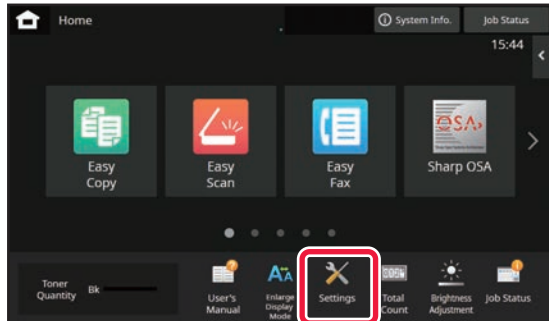 Home
System Info.
Job Status
15:44
Easy
Copy
Easy
Scan
Easy
Fax
OSA
Sharp OSA
Toner
Quantity
Bk
User's
Manual
Enlarge
Display
Mode
Settings
Total
Count
Brightness
Adjustment
Job Status